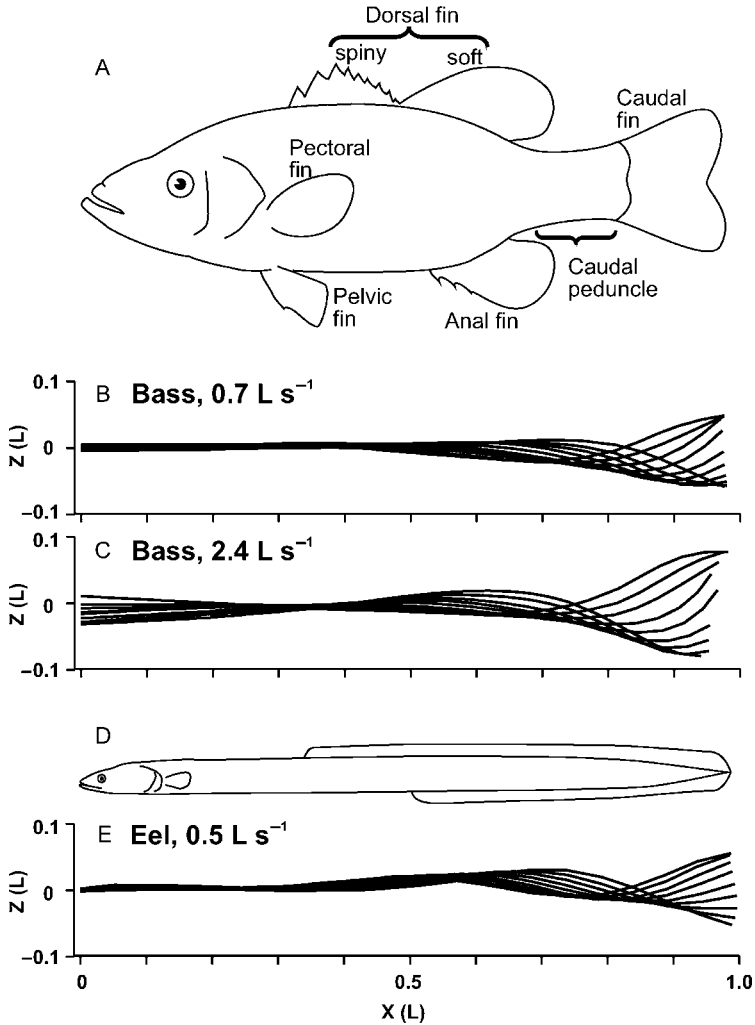 Dorsal fin
A
spiny
soft
Caudal
fin
Pectoral
fin
Pelvic
fin
Anal fin
Caudal
peduncle
B Bass, 0.7 L s⁻¹
0.1
0
–0.1
Z (L)
C Bass, 2.4 L s⁻¹
0.1
0
–0.1
Z (L)
D
E Eel, 0.5 L s⁻¹
0.1
0
–0.1
Z (L)
0 0.5 1.0
X (L)